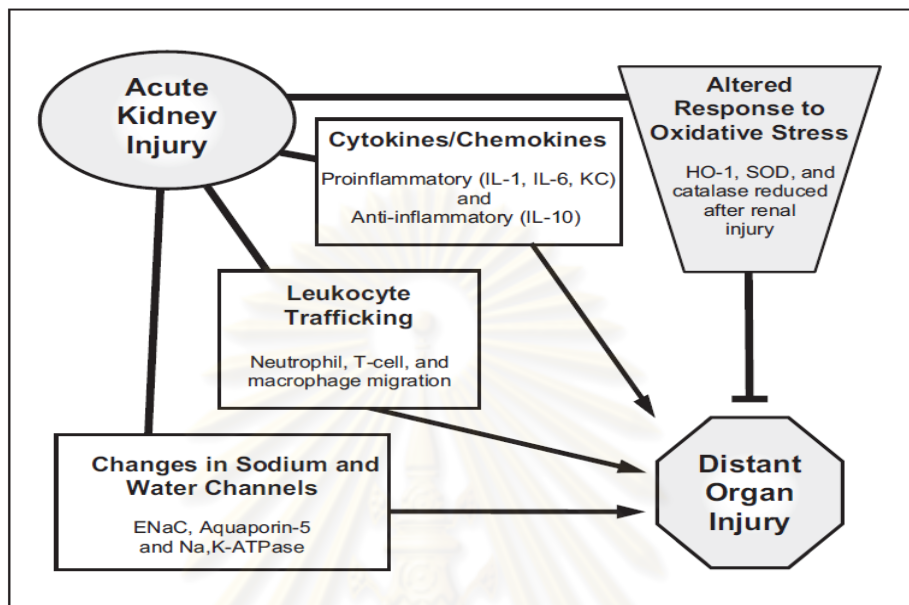 Acute
Kidney
Injury
Altered
Response to
Oxidative Stress
HO-1, SOD, and
catalase reduced
after renal
injury
Cytokines/Chemokines
Proinflammatory (IL-1, IL-6, KC)
and
Anti-inflammatory (IL-10)
Leukocyte
Trafficking
Neutrophil, T-cell, and
macrophage migration
Changes in Sodium and
Water Channels
ENaC, Aquaporin-5
and Na,K-ATPase
Distant
Organ
Injury